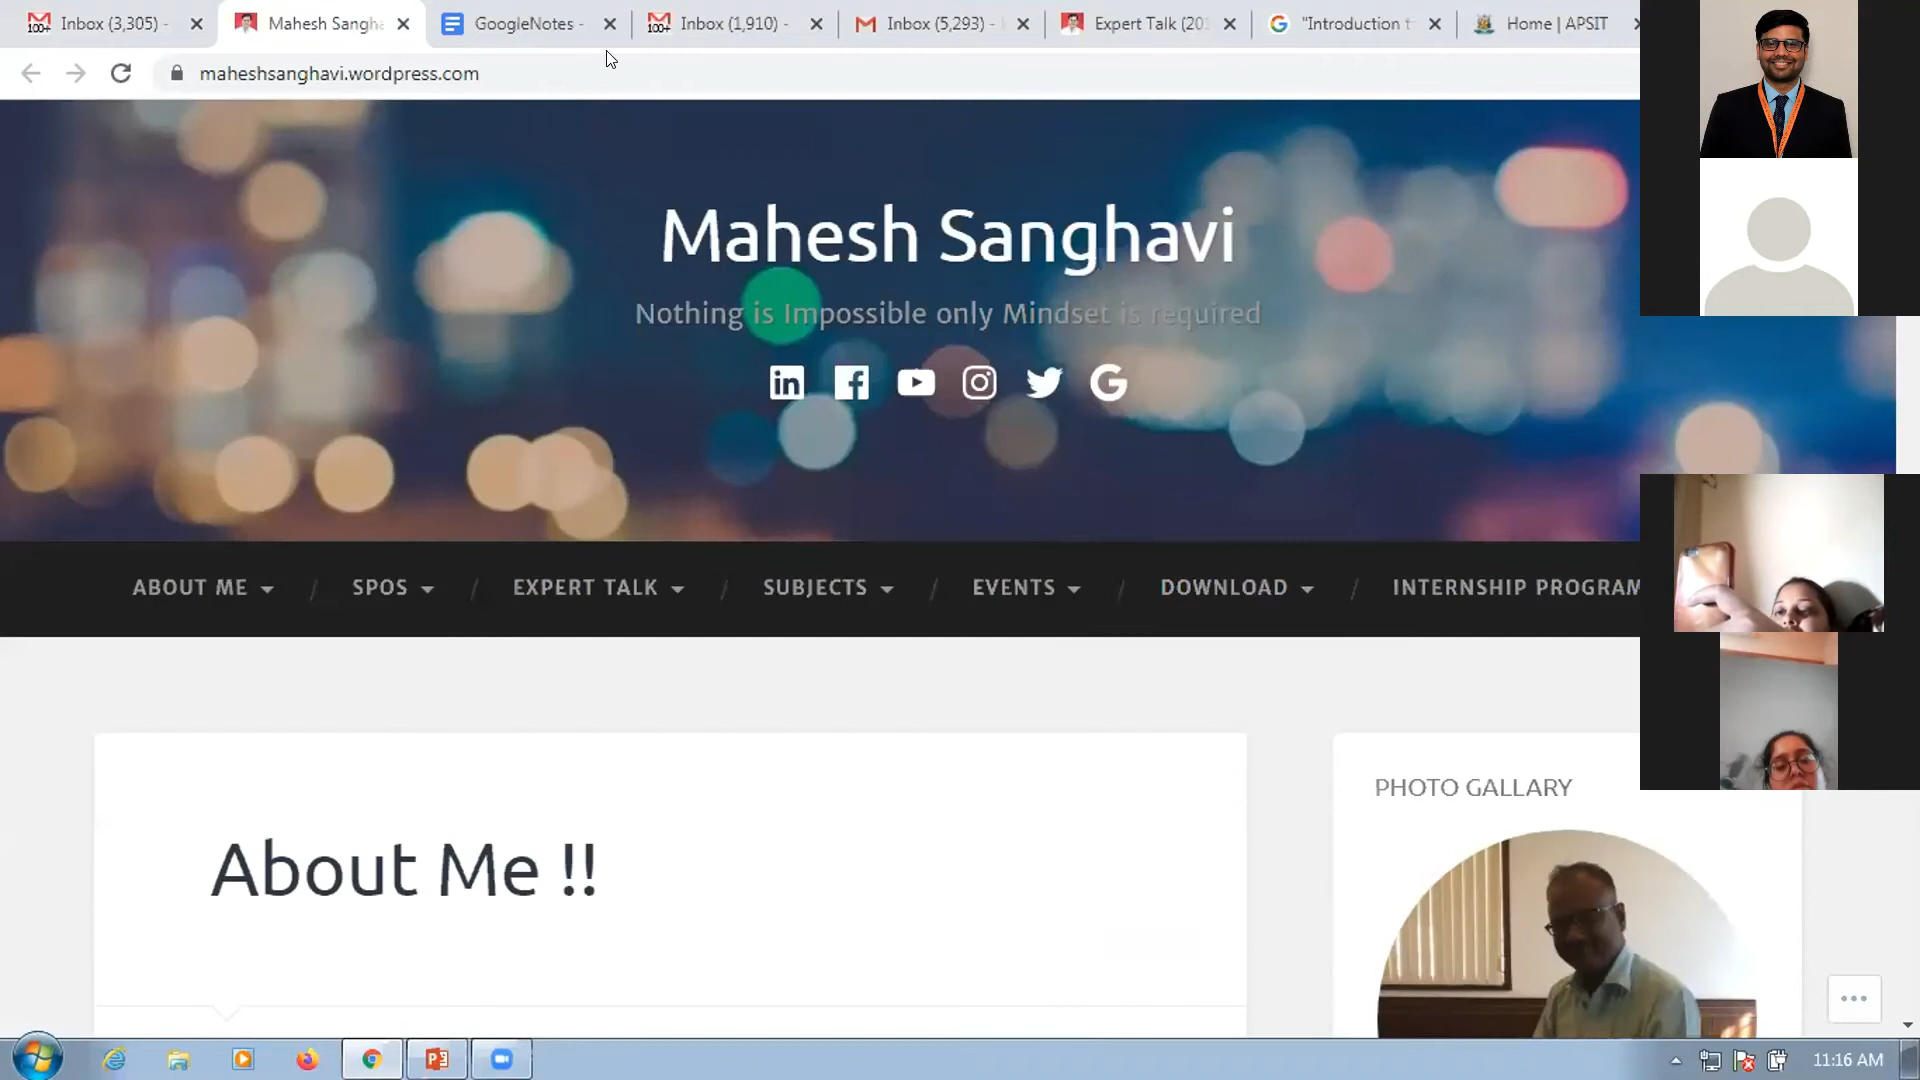 Inbox (3,305) -
Mahesh Sangha
GoogleNotes -
Inbox (1,910) -
Inbox (5,293) -
Expert Talk (20
"Introduction t
Home | APSIT
maheshsanghavi.wordpress.com
Mahesh Sanghavi
Nothing is Impossible only Mindset is required
ABOUT ME / SPOS / EXPERT TALK / SUBJECTS / EVENTS / DOWNLOAD / INTERNSHIP PROGRAM
About Me !!
PHOTO GALLARY
11:16 AM